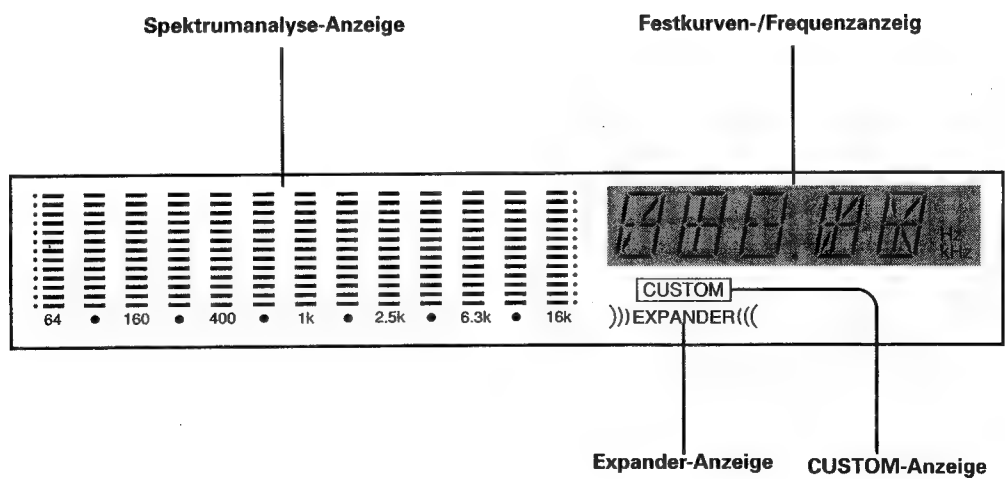 Spektrumanalyse-Anzeige
Festkurven-/Frequenzanzeig
Hz
kHz
CUSTOM
64 • 160 • 400 • 1k • 2.5k • 6.3k • 16k
)))EXPANDER(((
Expander-Anzeige
CUSTOM-Anzeige